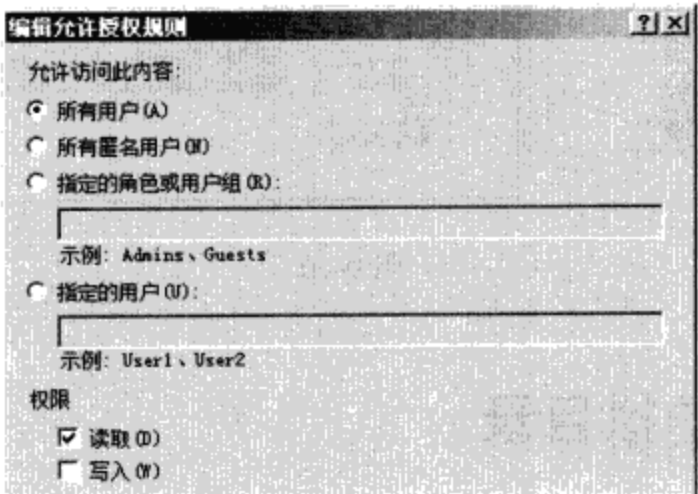 编辑允许授权规则
允许访问此内容:
所有用户(A)
所有匿名用户(N)
指定的角色或用户组(R):
示例: Admins、Guests
指定的用户(U):
示例: User1、User2
权限
读取(D)
写入(W)